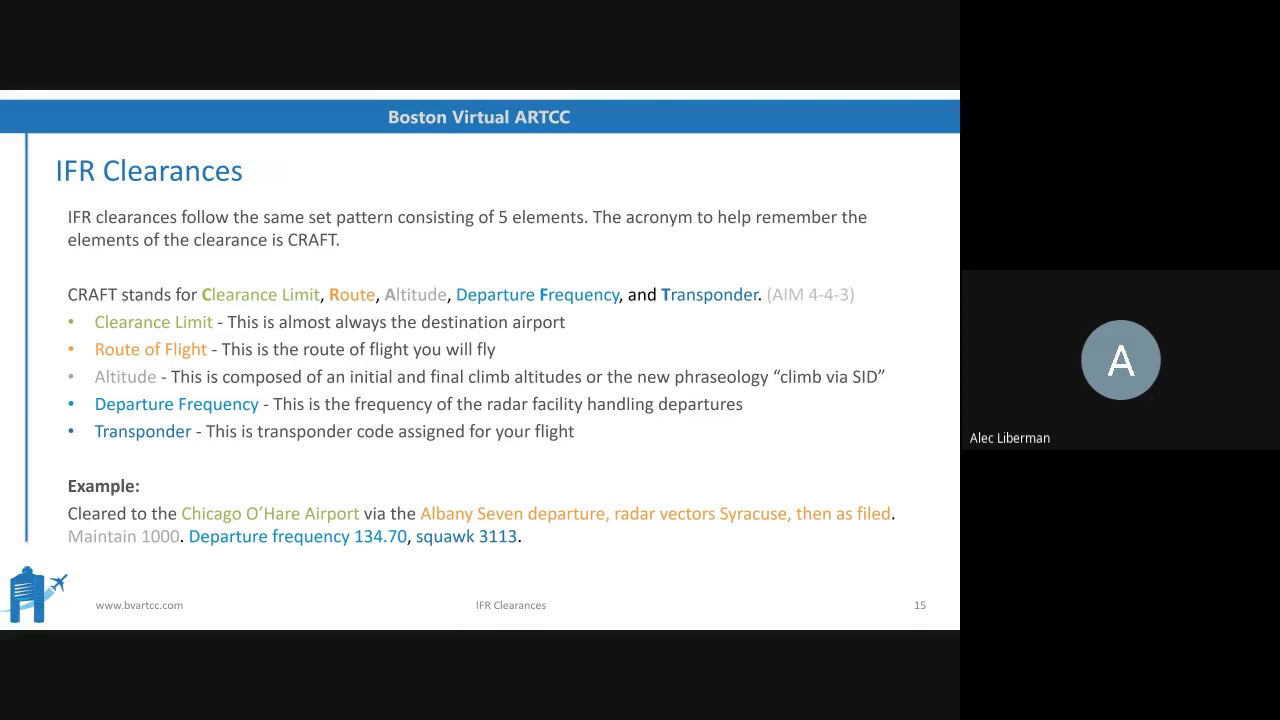 Boston Virtual ARTCC
IFR Clearances
IFR clearances follow the same set pattern consisting of 5 elements. The acronym to help remember the
elements of the clearance is CRAFT.
CRAFT stands for Clearance Limit, Route, Altitude, Departure Frequency, and Transponder. (AIM 4-4-3)
• Clearance Limit - This is almost always the destination airport
• Route of Flight - This is the route of flight you will fly
• Altitude - This is composed of an initial and final climb altitudes or the new phraseology “climb via SID”
• Departure Frequency - This is the frequency of the radar facility handling departures
• Transponder - This is transponder code assigned for your flight
Example:
Cleared to the Chicago O’Hare Airport via the Albany Seven departure, radar vectors Syracuse, then as filed.
Maintain 1000. Departure frequency 134.70, squawk 3113.
www.bvartcc.com
IFR Clearances
15
A
Alec Liberman